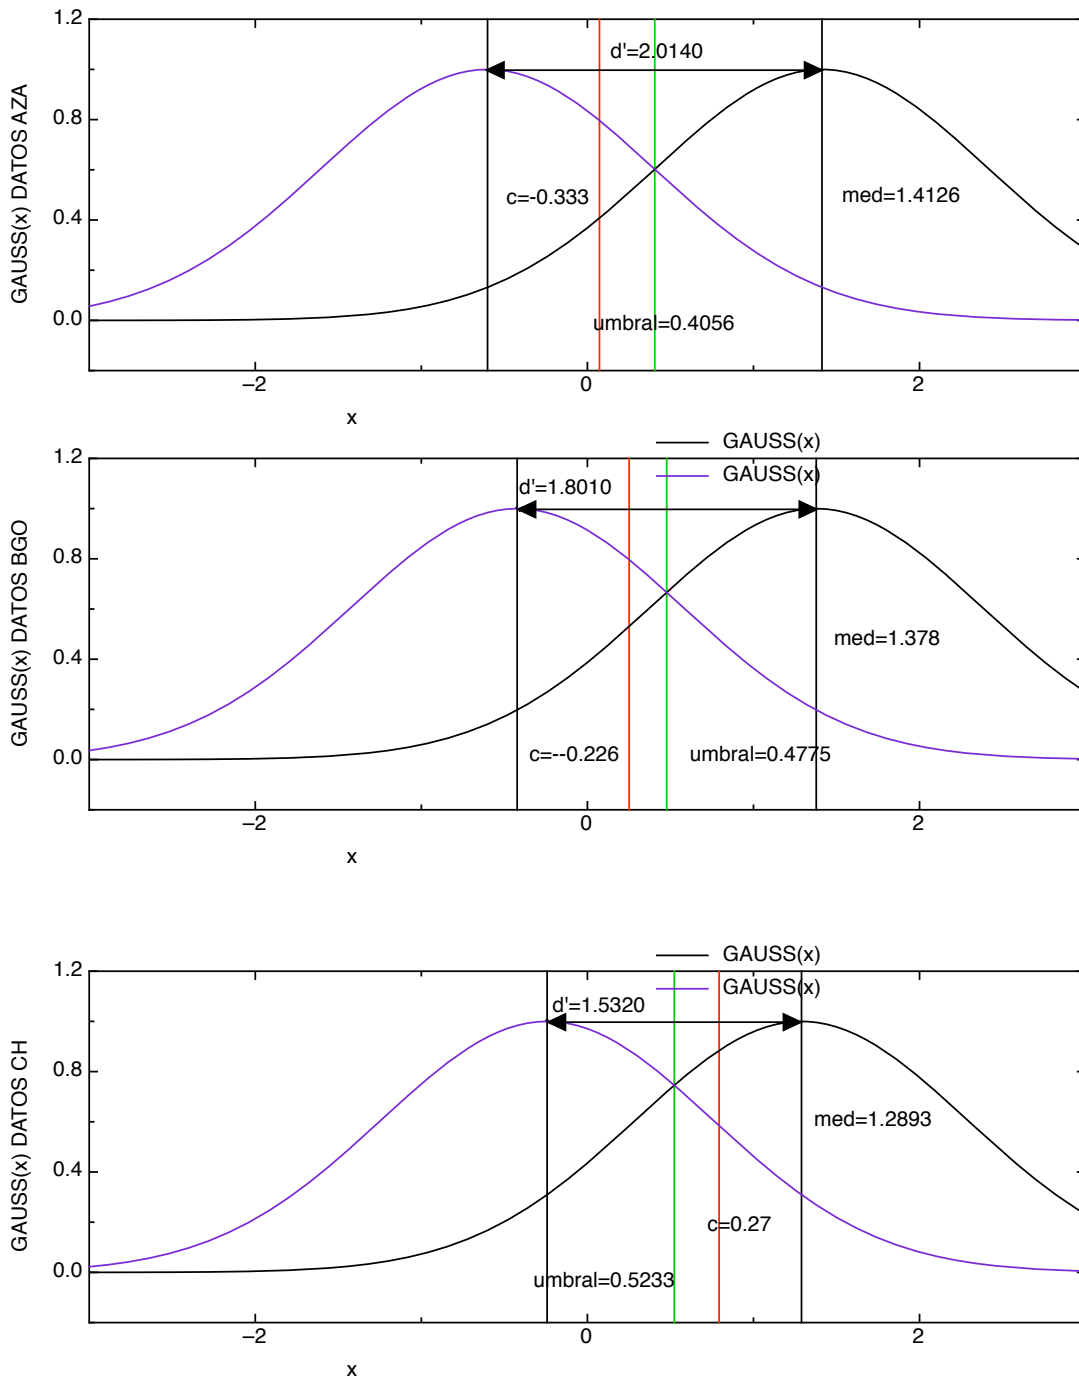 1.2
d'=2.0140
0.8
c=-0.333
med=1.4126
0.4
umbral=0.4056
0.0
GAUSS(x) DATOS AZA
–2
0
2
x
GAUSS(x)
1.2
GAUSS(x)
d'=1.8010
0.8
med=1.378
0.4
c=--0.226
umbral=0.4775
0.0
GAUSS(x) DATOS BGO
–2
0
2
x
GAUSS(x)
1.2
GAUSS(x)
d'=1.5320
0.8
med=1.2893
0.4
c=0.27
umbral=0.5233
0.0
GAUSS(x) DATOS CH
–2
0
2
x